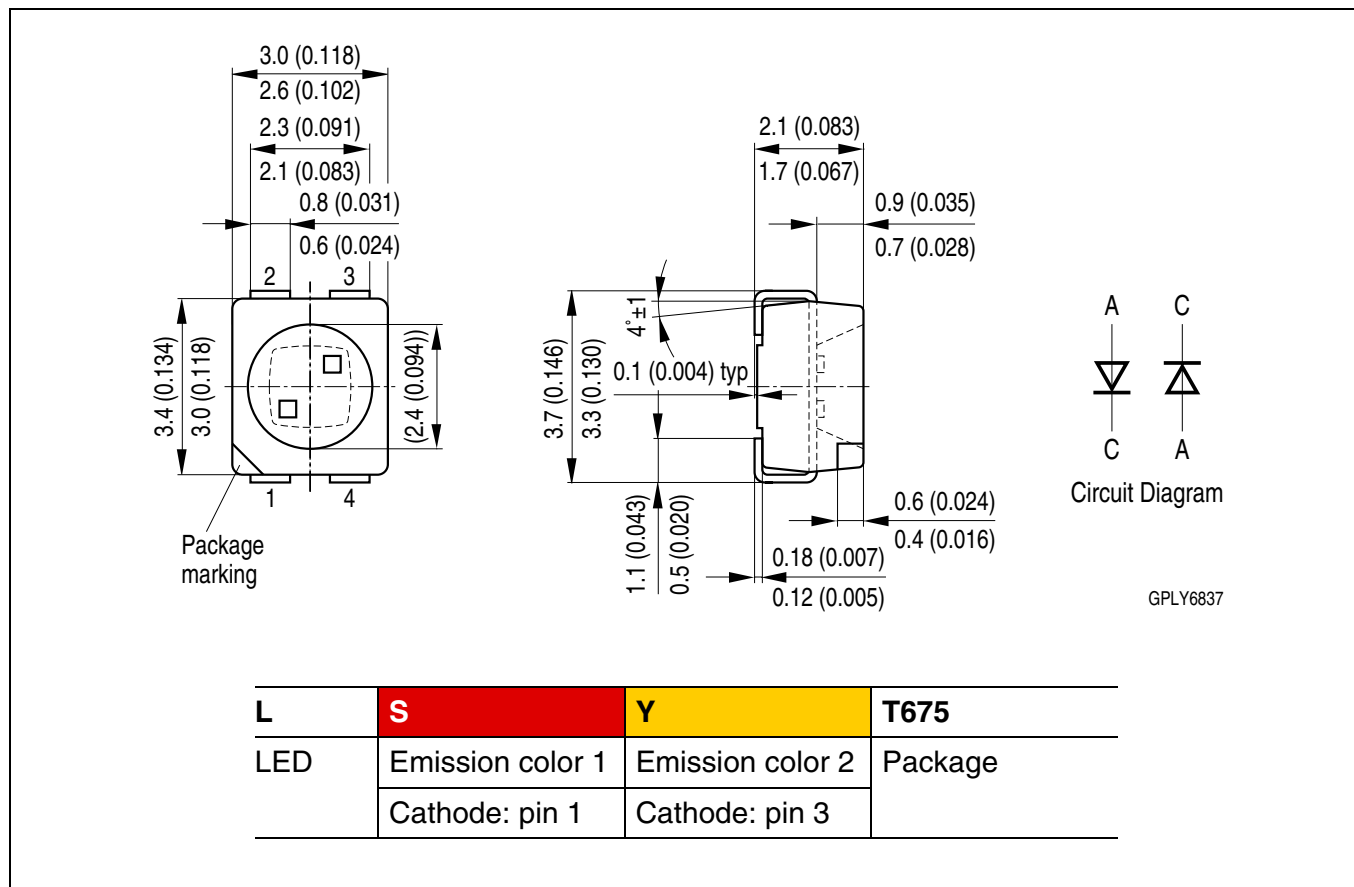 3.0 (0.118)
2.6 (0.102)
2.3 (0.091)
2.1 (0.083)
0.8 (0.031)
0.6 (0.024)
2
3
3.4 (0.134)
3.0 (0.118)
(2.4 (0.094))
1
4
Package
marking
2.1 (0.083)
1.7 (0.067)
0.9 (0.035)
0.7 (0.028)
4˚±1
0.1 (0.004) typ
3.7 (0.146)
3.3 (0.130)
1.1 (0.043)
0.5 (0.020)
0.6 (0.024)
0.4 (0.016)
0.18 (0.007)
0.12 (0.005)
A C
C A
Circuit Diagram
GPLY6837
L S Y T675
LED Emission color 1 Emission color 2 Package
Cathode: pin 1 Cathode: pin 3